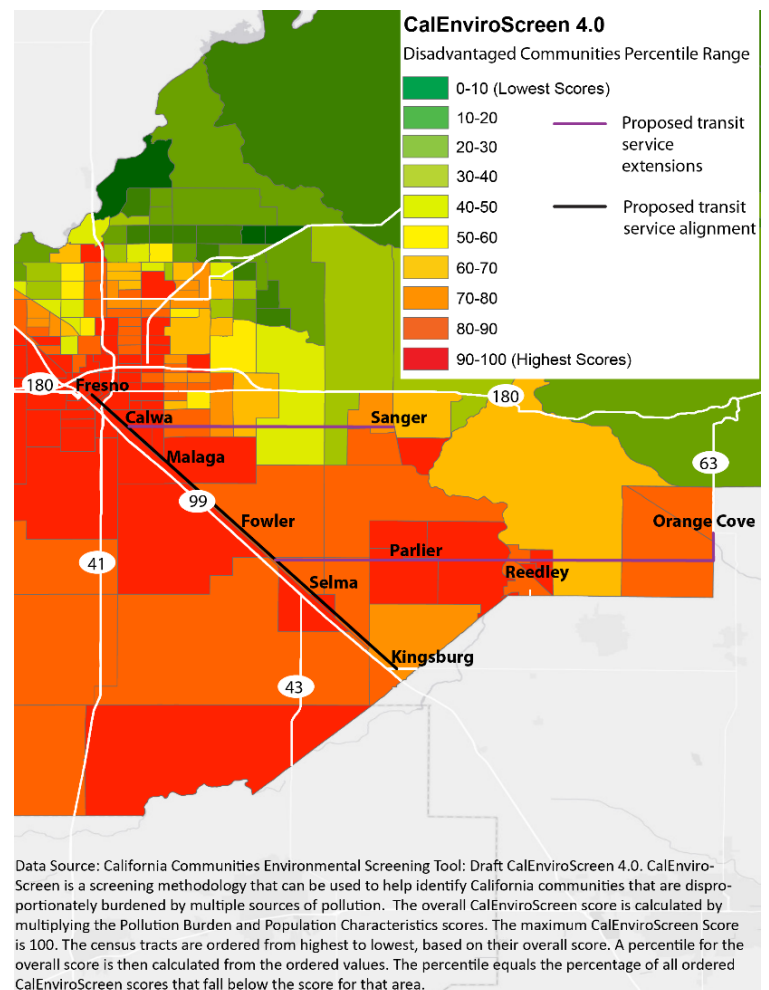 CalEnviroScreen 4.0
Disadvantaged Communities Percentile Range
0-10 (Lowest Scores)
10-20
20-30
30-40
40-50
50-60
60-70
70-80
80-90
90-100 (Highest Scores)
Proposed transit
service
extensions
Proposed transit
service alignment
180
Fresno
180
Calwa
Sanger
Malaga
63
99
Fowler
Orange Cove
Parlier
41
Reedley
Selma
Kingsburg
43
Data Source: California Communities Environmental Screening Tool: Draft CalEnviroScreen 4.0. CalEnviro-
Screen is a screening methodology that can be used to help identify California communities that are dispro-
portionately burdened by multiple sources of pollution.  The overall CalEnviroScreen score is calculated by
multiplying the Pollution Burden and Population Characteristics scores. The maximum CalEnviroScreen Score
is 100. The census tracts are ordered from highest to lowest, based on their overall score. A percentile for the
overall score is then calculated from the ordered values. The percentile equals the percentage of all ordered
CalEnviroScreen scores that fall below the score for that area.